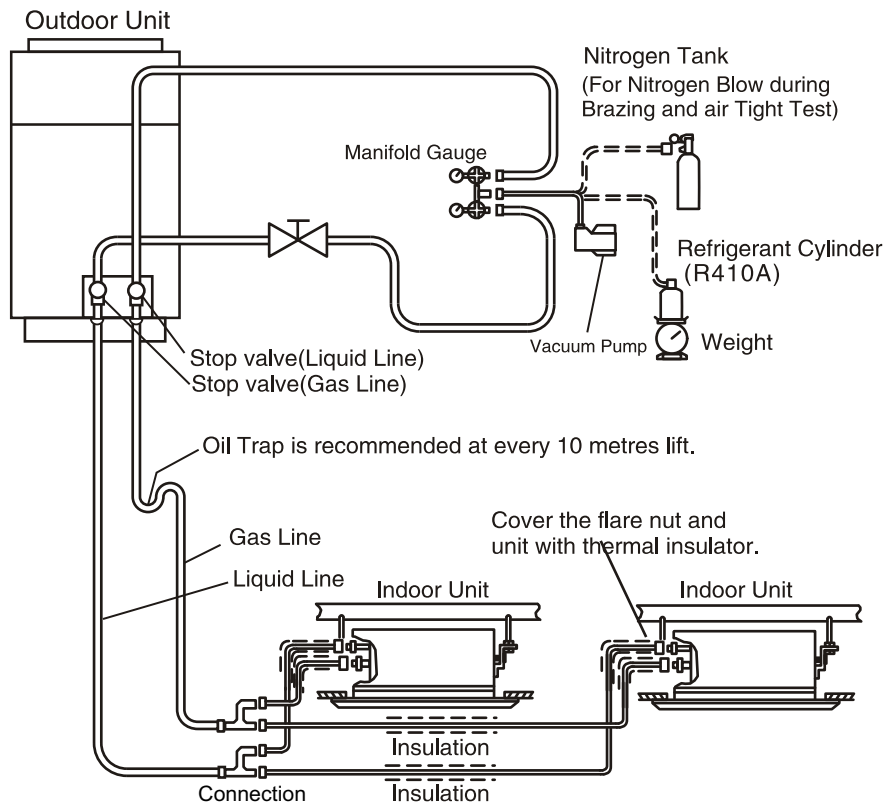 Outdoor Unit
Nitrogen Tank
(For Nitrogen Blow during
Brazing and air Tight Test)
Manifold Gauge
Refrigerant Cylinder
(R410A)
Vacuum Pump
Weight
Stop valve(Liquid Line)
Stop valve(Gas Line)
Oil Trap is recommended at every 10 metres lift.
Gas Line
Liquid Line
Cover the flare nut and
unit with thermal insulator.
Indoor Unit
Indoor Unit
Insulation
Insulation
Connection